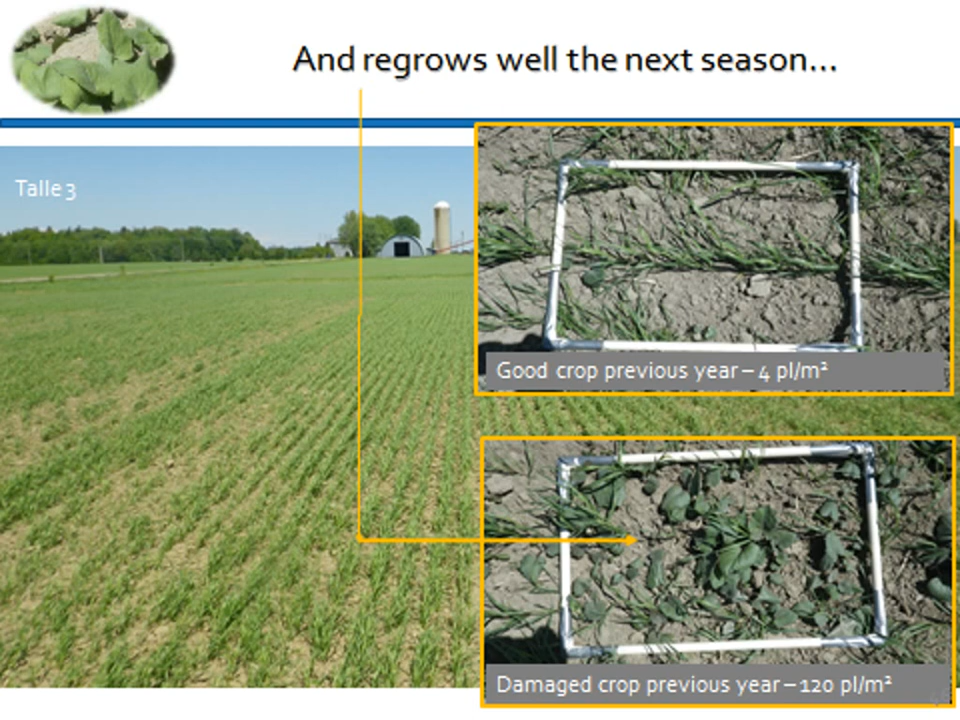 And regrows well the next season...
Talle 3
Good crop previous year – 4 pl/m²
Damaged crop previous year – 120 pl/m²